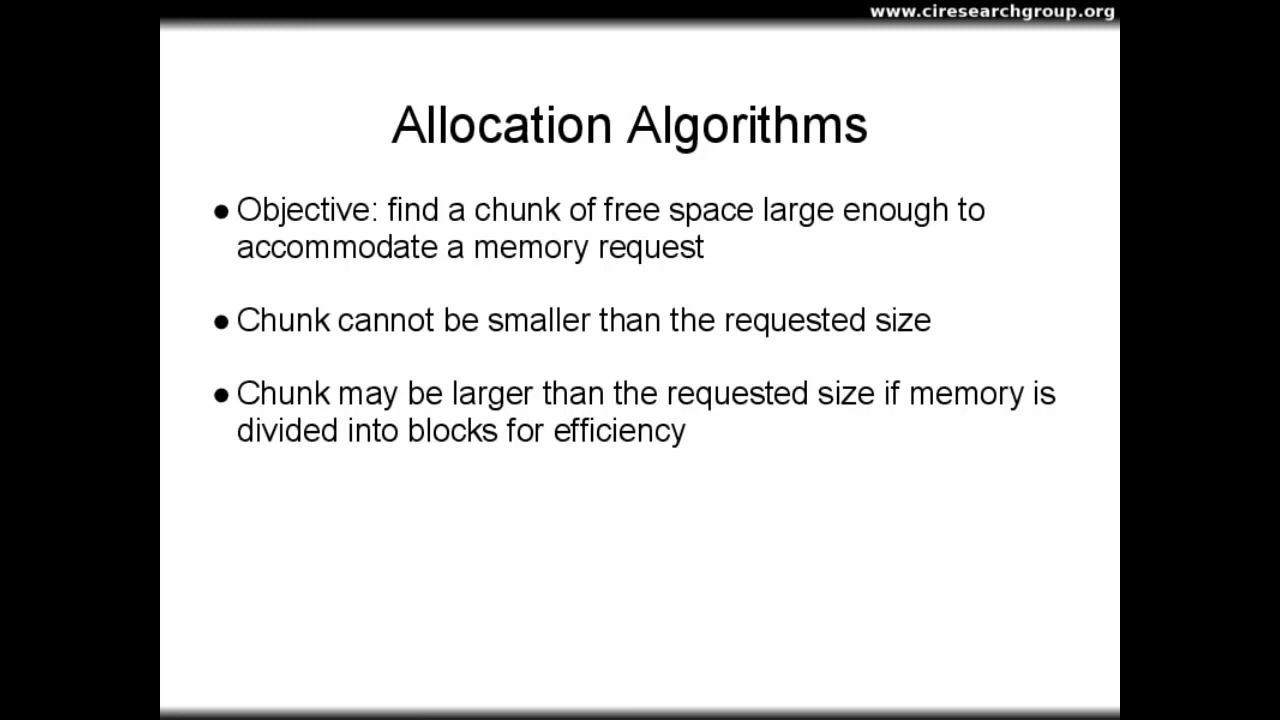 www.ciresearchgroup.org
Allocation Algorithms
● Objective: find a chunk of free space large enough to
accommodate a memory request
● Chunk cannot be smaller than the requested size
● Chunk may be larger than the requested size if memory is
divided into blocks for efficiency